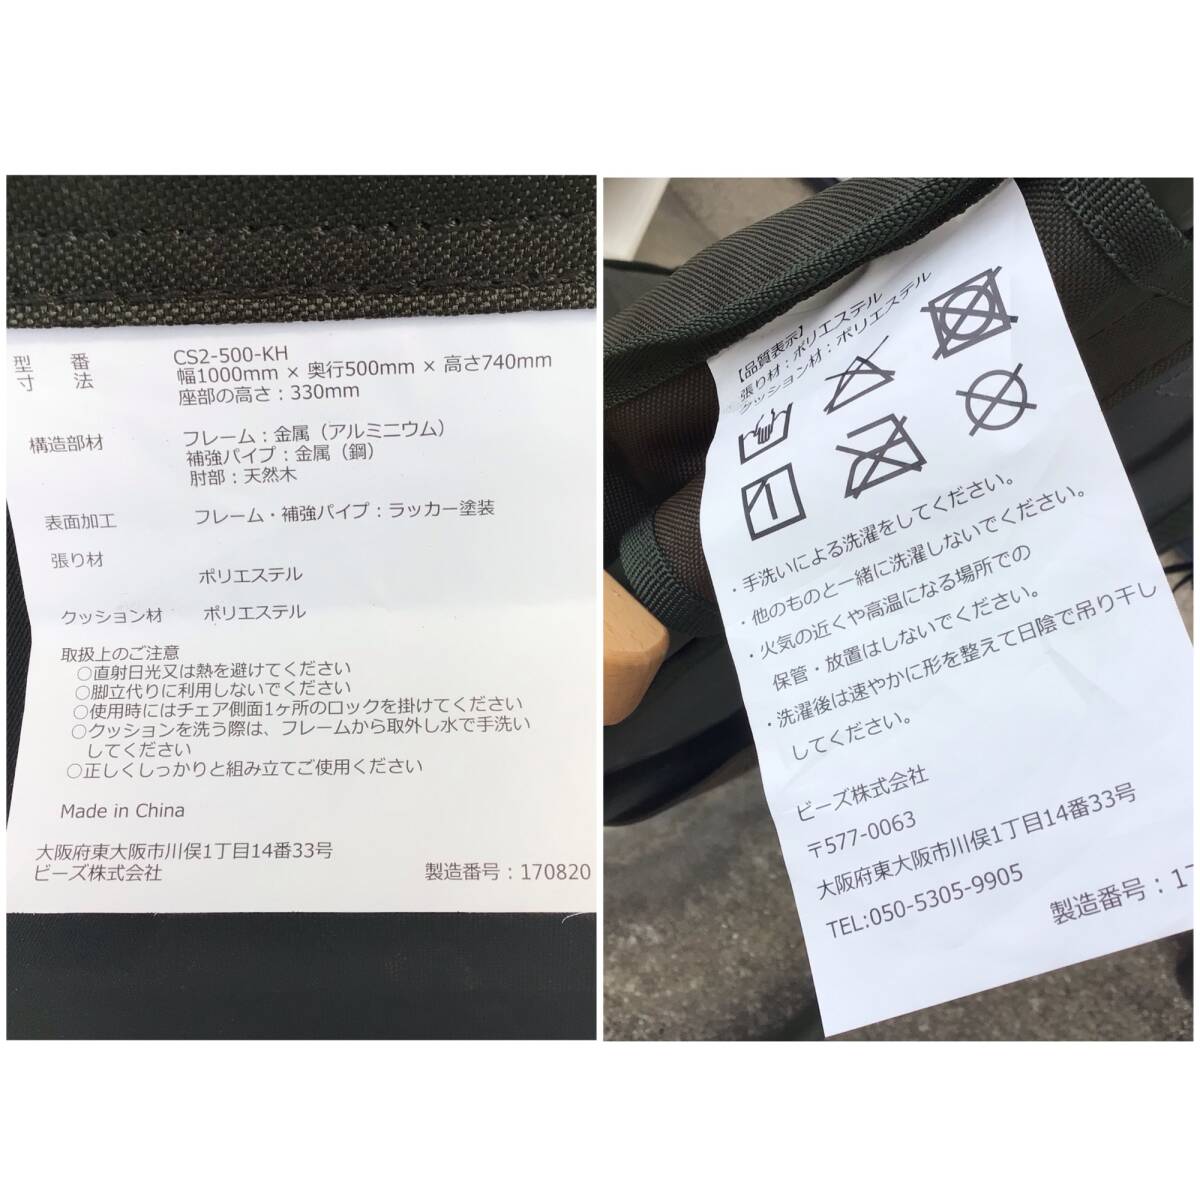 型番 CS2-500-KH
寸法 幅1000mm × 奥行500mm × 高さ740mm
座部の高さ：330mm
構造部材 フレーム：金属（アルミニウム）
補強パイプ：金属（鋼）
肘部：天然木
表面加工 フレーム・補強パイプ：ラッカー塗装
張り材
ポリエステル
クッション材 ポリエステル
取扱上のご注意
○直射日光又は熱を避けてください
○脚立代りに利用しないでください
○使用時にはチェア側面1ヶ所のロックを掛けてください
○クッションを洗う際は、フレームから取外し水で手洗い
してください
○正しくしっかりと組み立てご使用ください
Made in China
大阪府東大阪市川俣1丁目14番33号
ビーズ株式会社 製造番号：170820
【品質表示】
張り材：ポリエステル
クッション材：ポリエステル
・手洗いによる洗濯をしてください。
・他のものと一緒に洗濯しないでください。
・火気の近くや高温になる場所での
保管・放置はしないでください。
・洗濯後は速やかに形を整えて日陰で吊り干し
してください。
ビーズ株式会社
〒577-0063
大阪府東大阪市川俣1丁目14番33号
TEL:050-5305-9905
製造番号：17